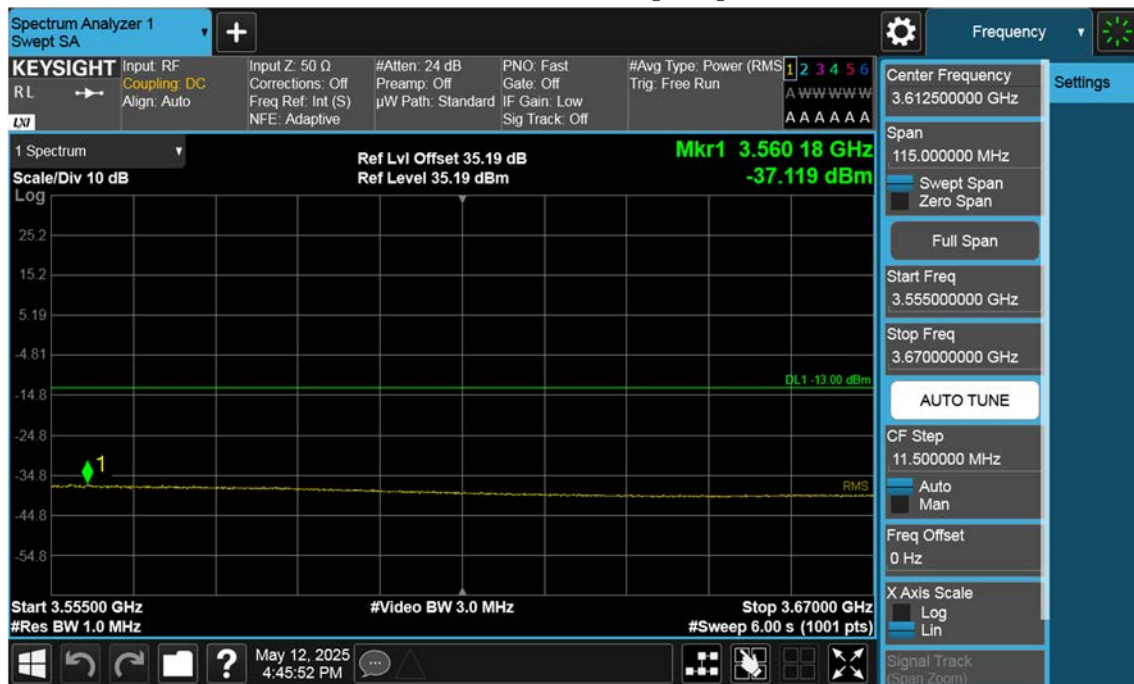 Spectrum Analyzer 1
Swept SA
Frequency
KEYSIGHT
RL
LXI
Input: RF
Coupling: DC
Align: Auto
Input Z: 50 Ω
Corrections: Off
Freq Ref: Int (S)
NFE: Adaptive
#Atten: 24 dB
Preamp: Off
µW Path: Standard
PNO: Fast
Gate: Off
IF Gain: Low
Sig Track: Off
#Avg Type: Power (RMS
Trig: Free Run
1 2 3 4 5 6
A W W W W W
A A A A A A
1 Spectrum
Scale/Div 10 dB
Ref Lvl Offset 35.19 dB
Ref Level 35.19 dBm
Mkr1 3.560 18 GHz
-37.119 dBm
Log
25.2
15.2
5.19
-4.81
-14.8
-24.8
-34.8
-44.8
-54.8
DL1 -13.00 dBm
1
RMS
Start 3.55500 GHz
#Res BW 1.0 MHz
#Video BW 3.0 MHz
Stop 3.67000 GHz
#Sweep 6.00 s (1001 pts)
Center Frequency
3.612500000 GHz
Settings
Span
115.000000 MHz
Swept Span
Zero Span
Full Span
Start Freq
3.555000000 GHz
Stop Freq
3.670000000 GHz
AUTO TUNE
CF Step
11.500000 MHz
Auto
Man
Freq Offset
0 Hz
X Axis Scale
Log
Lin
Signal Track
(Span Zoom)
?
May 12, 2025
4:45:52 PM